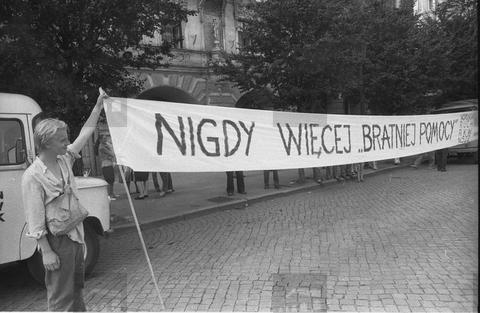 NIGDY WIĘCEJ „BRATNIEJ POMOCY"